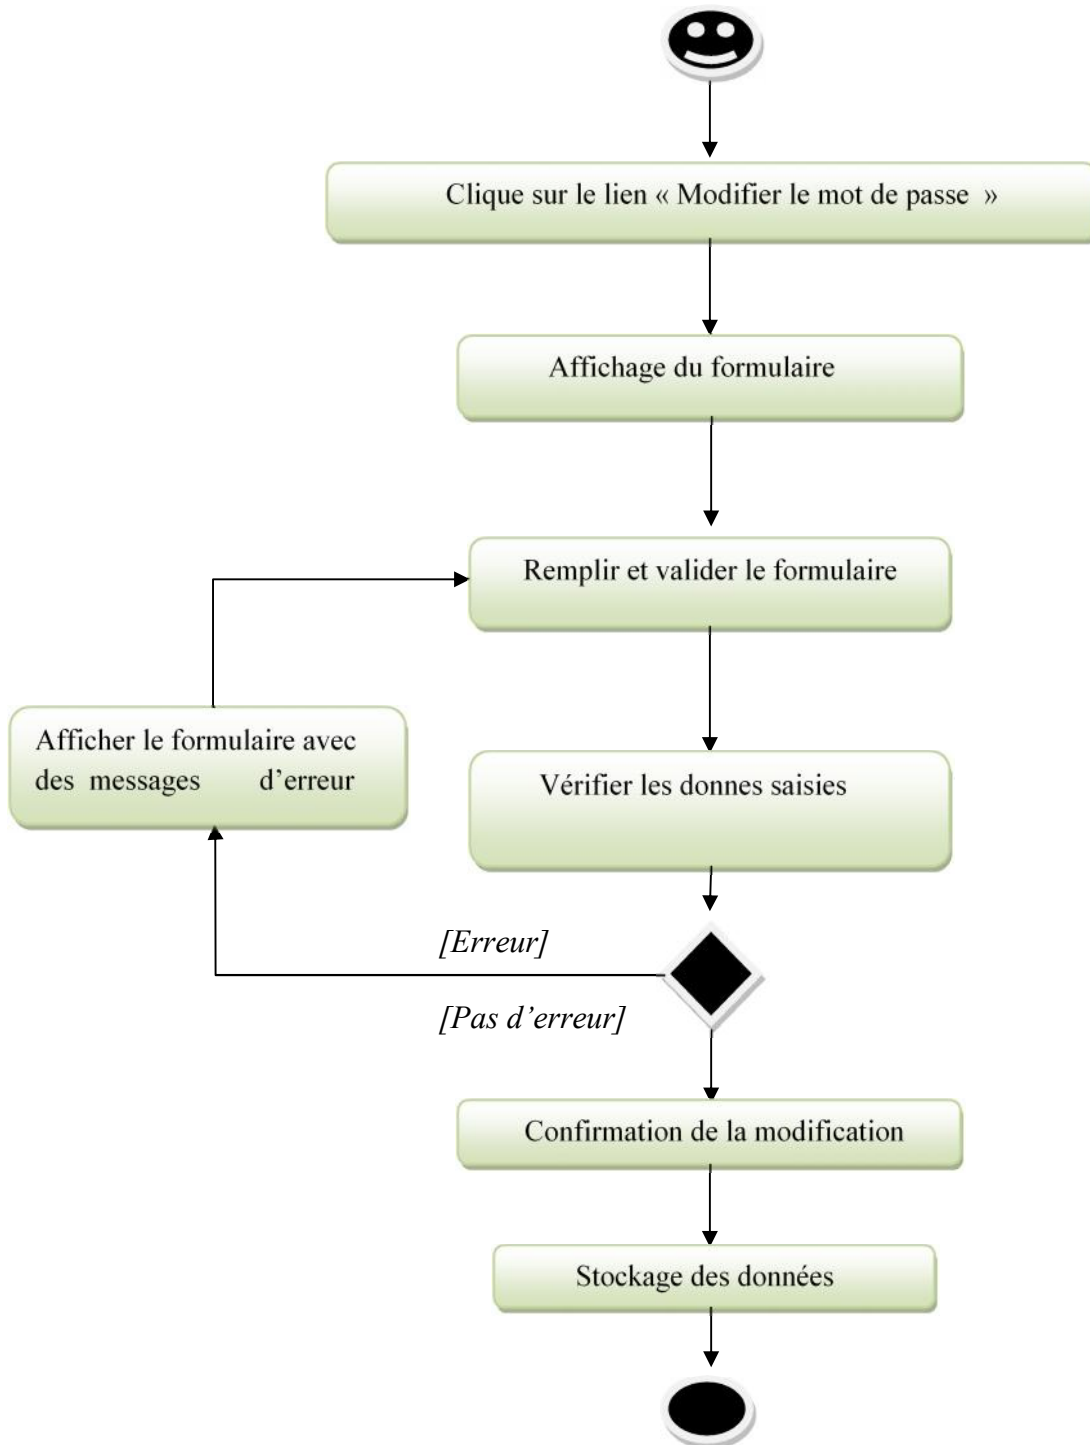 Clique sur le lien « Modifier le mot de passe »
Affichage du formulaire
Remplir et valider le formulaire
Afficher le formulaire avec
des messages d’erreur
Vérifier les donnes saisies
[Erreur]
[Pas d’erreur]
Confirmation de la modification
Stockage des données